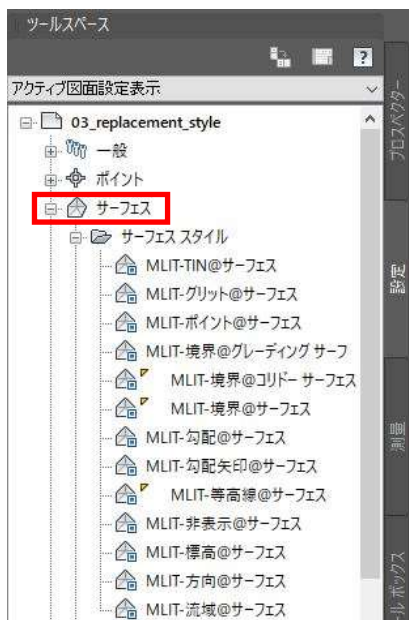 ツールスペース
?
アクティブ図面設定表示
03_replacement_style
一般
ポイント
サーフェス
サーフェス スタイル
MLIT-TIN@サーフェス
MLIT-グリット@サーフェス
MLIT-ポイント@サーフェス
MLIT-境界@グレーディング サーフ
MLIT-境界@コリドー サーフェス
MLIT-境界@サーフェス
MLIT-勾配@サーフェス
MLIT-勾配矢印@サーフェス
MLIT-等高線@サーフェス
MLIT-非表示@サーフェス
MLIT-標高@サーフェス
MLIT-方向@サーフェス
MLIT-流域@サーフェス
プロスペクター
設定
測量
ール ボックス